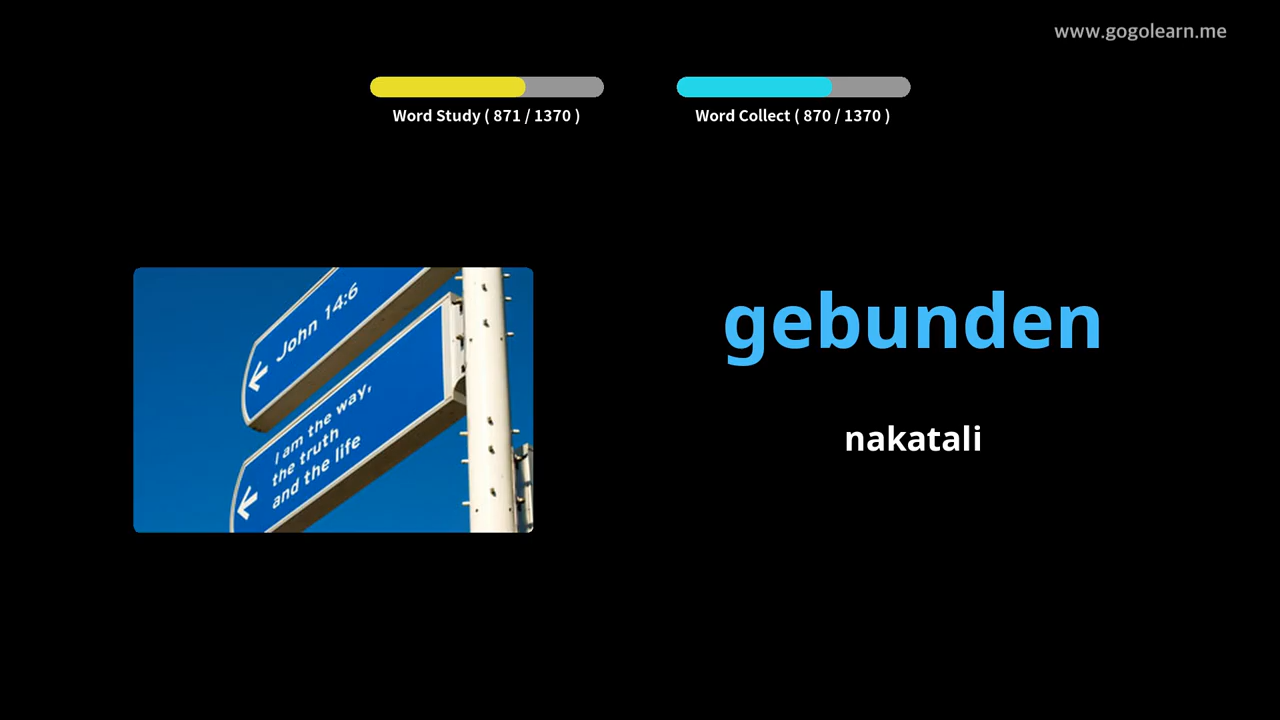 www.gogolearn.me
Word Study ( 871 / 1370 )
Word Collect ( 870 / 1370 )
John 14:6
I am the way,
the truth
and the life
gebunden
nakatali